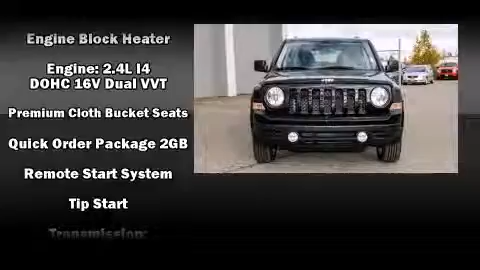 Engine Block Heater
Engine: 2.4L I4
DOHC 16V Dual VVT
Premium Cloth Bucket Seats
Quick Order Package 2GB
Remote Start System
Tip Start
Transmission: